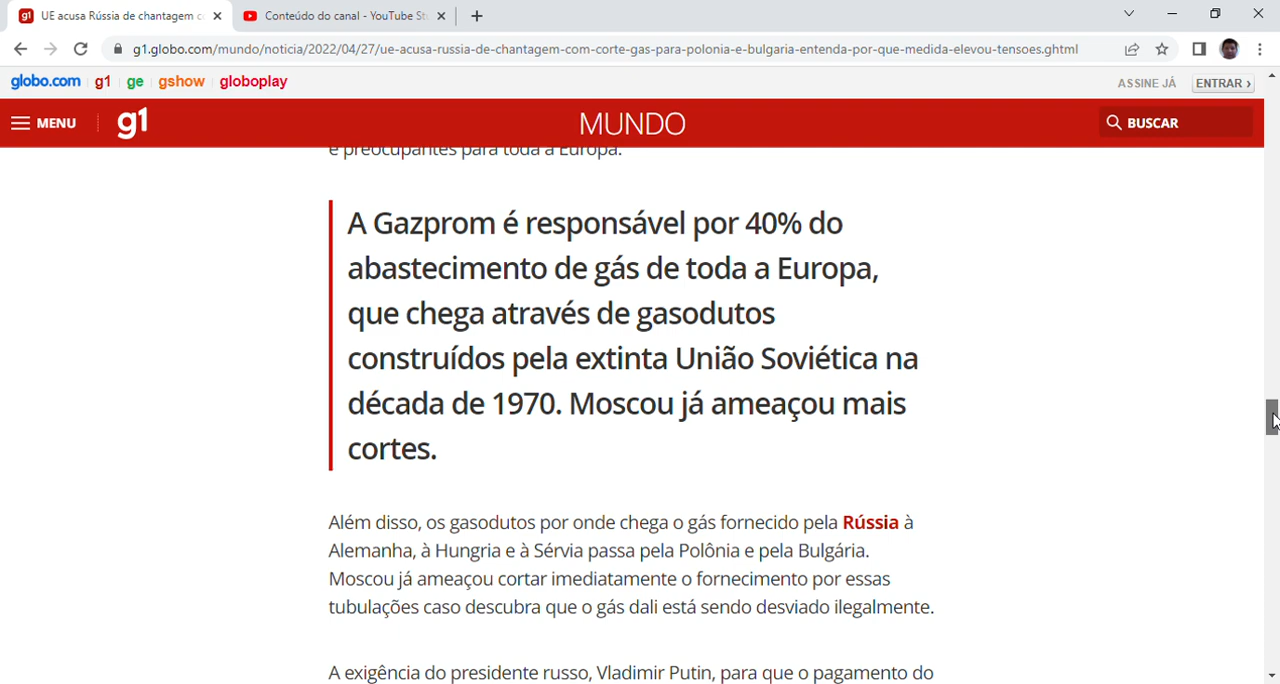 UE acusa Rússia de chantagem c
Conteúdo do canal - YouTube St
g1.globo.com/mundo/noticia/2022/04/27/ue-acusa-russia-de-chantagem-com-corte-gas-para-polonia-e-bulgaria-entenda-por-que-medida-elevou-tensoes.ghtml
globo.com g1 ge gshow globoplay ASSINE JÁ ENTRAR ›
MENU g1 MUNDO BUSCAR
e preocupantes para toda a Europa.
A Gazprom é responsável por 40% do
abastecimento de gás de toda a Europa,
que chega através de gasodutos
construídos pela extinta União Soviética na
década de 1970. Moscou já ameaçou mais
cortes.
Além disso, os gasodutos por onde chega o gás fornecido pela Rússia à
Alemanha, à Hungria e à Sérvia passa pela Polônia e pela Bulgária.
Moscou já ameaçou cortar imediatamente o fornecimento por essas
tubulações caso descubra que o gás dali está sendo desviado ilegalmente.
A exigência do presidente russo, Vladimir Putin, para que o pagamento do